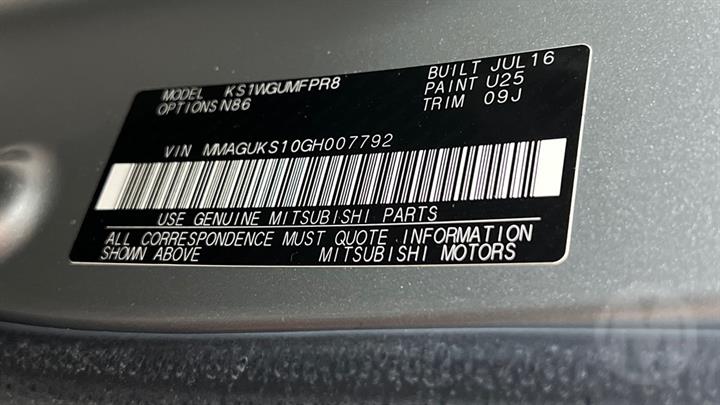 MODEL KS1WGUMFPR8 BUILT JUL16
OPTIONS N86 PAINT U25
TRIM 09J
VIN MMAGUKS10GH007792
USE GENUINE MITSUBISHI PARTS
ALL CORRESPONDENCE MUST QUOTE INFORMATION
SHOWN ABOVE MITSUBISHI MOTORS